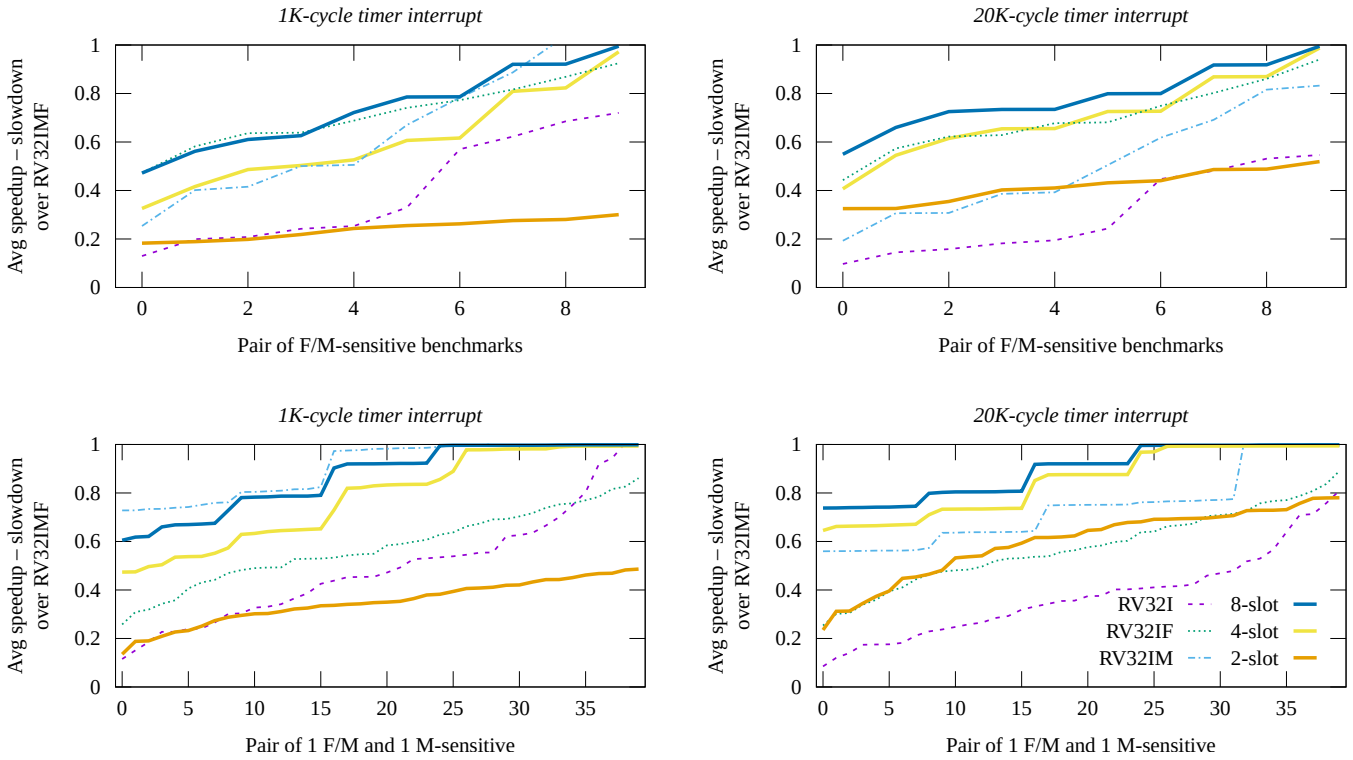 1K-cycle timer interrupt
Avg speedup – slowdown
over RV32IMF
1
0.8
0.6
0.4
0.2
0
0 2 4 6 8
Pair of F/M-sensitive benchmarks
20K-cycle timer interrupt
Avg speedup – slowdown
over RV32IMF
1
0.8
0.6
0.4
0.2
0
0 2 4 6 8
Pair of F/M-sensitive benchmarks
1K-cycle timer interrupt
Avg speedup – slowdown
over RV32IMF
1
0.8
0.6
0.4
0.2
0
0 5 10 15 20 25 30 35
Pair of 1 F/M and 1 M-sensitive
20K-cycle timer interrupt
Avg speedup – slowdown
over RV32IMF
1
0.8
0.6
0.4
0.2
0
RV32I 8-slot
RV32IF 4-slot
RV32IM 2-slot
0 5 10 15 20 25 30 35
Pair of 1 F/M and 1 M-sensitive